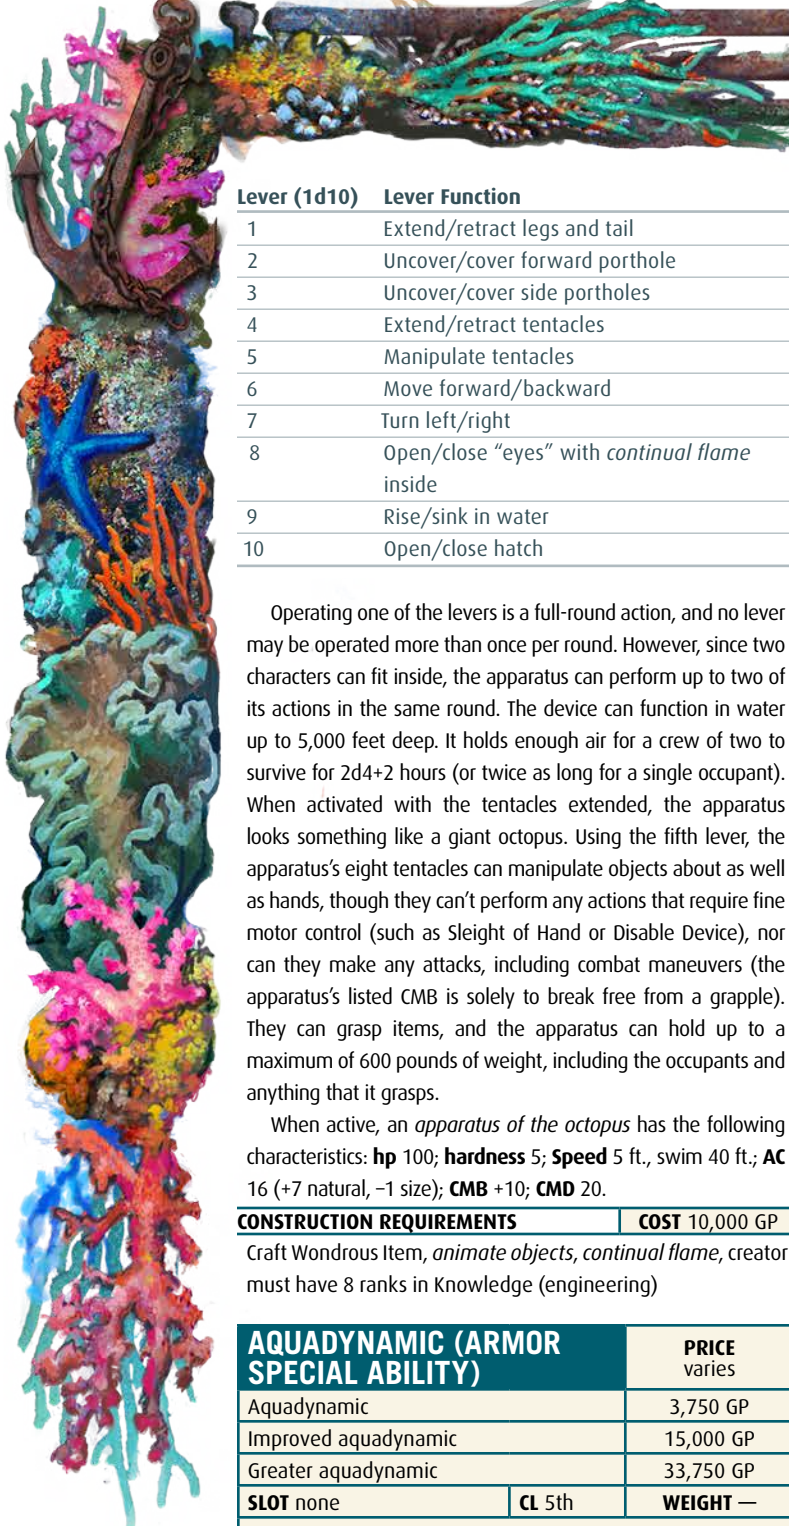 Lever (1d10) Lever Function
1 Extend/retract legs and tail
2 Uncover/cover forward porthole
3 Uncover/cover side portholes
4 Extend/retract tentacles
5 Manipulate tentacles
6 Move forward/backward
7 Turn left/right
8 Open/close “eyes” with continual flame
inside
9 Rise/sink in water
10 Open/close hatch
Operating one of the levers is a full-round action, and no lever
may be operated more than once per round. However, since two
characters can fit inside, the apparatus can perform up to two of
its actions in the same round. The device can function in water
up to 5,000 feet deep. It holds enough air for a crew of two to
survive for 2d4+2 hours (or twice as long for a single occupant).
When activated with the tentacles extended, the apparatus
looks something like a giant octopus. Using the fifth lever, the
apparatus’s eight tentacles can manipulate objects about as well
as hands, though they can’t perform any actions that require fine
motor control (such as Sleight of Hand or Disable Device), nor
can they make any attacks, including combat maneuvers (the
apparatus’s listed CMB is solely to break free from a grapple).
They can grasp items, and the apparatus can hold up to a
maximum of 600 pounds of weight, including the occupants and
anything that it grasps.
When active, an apparatus of the octopus has the following
characteristics: hp 100; hardness 5; Speed 5 ft., swim 40 ft.; AC
16 (+7 natural, –1 size); CMB +10; CMD 20.
CONSTRUCTION REQUIREMENTS COST 10,000 GP
Craft Wondrous Item, animate objects, continual flame, creator
must have 8 ranks in Knowledge (engineering)
AQUADYNAMIC (ARMOR
SPECIAL ABILITY)
PRICE
varies
Aquadynamic 3,750 GP
Improved aquadynamic 15,000 GP
Greater aquadynamic 33,750 GP
SLOT none CL 5th WEIGHT —